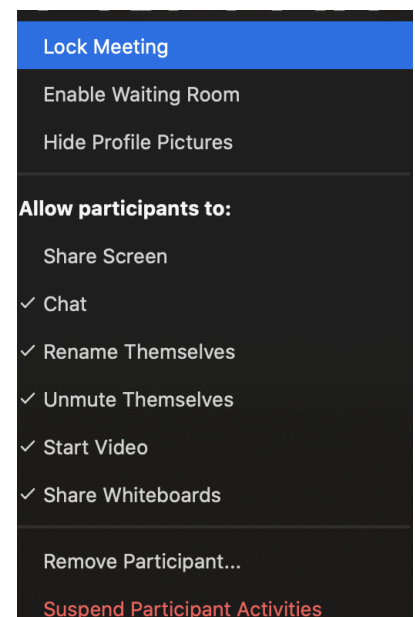 Lock Meeting
Enable Waiting Room
Hide Profile Pictures
Allow participants to:
Share Screen
✓ Chat
✓ Rename Themselves
✓ Unmute Themselves
✓ Start Video
✓ Share Whiteboards
Remove Participant...
Suspend Participant Activities